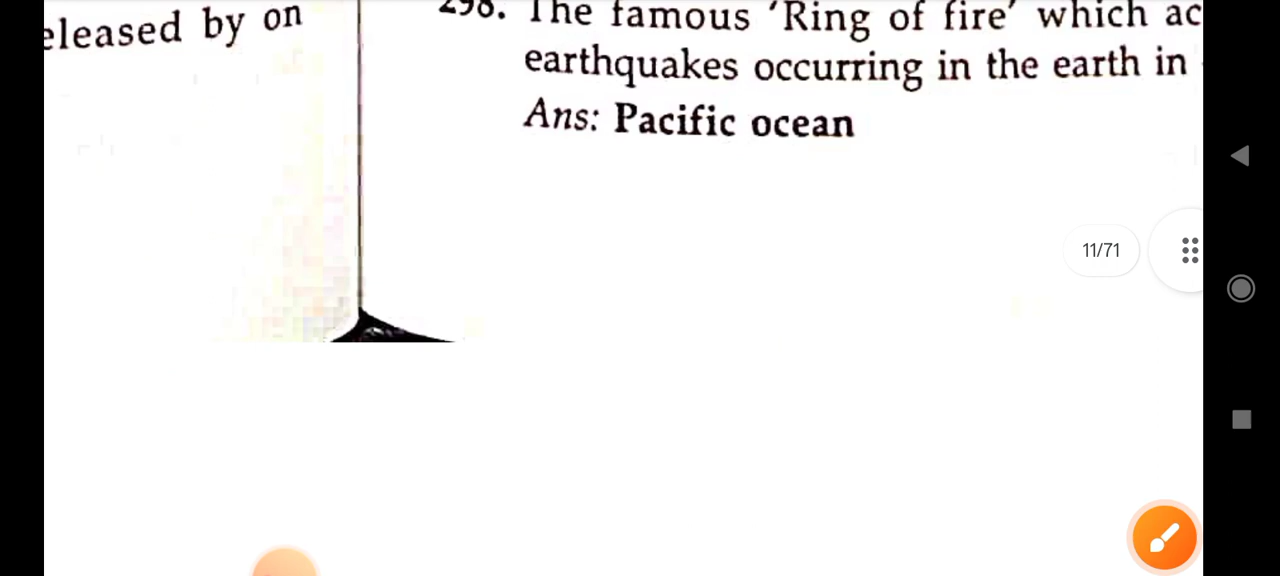 eleased by on
298. The famous 'Ring of fire' which ac
earthquakes occurring in the earth in
Ans: Pacific ocean
11/71